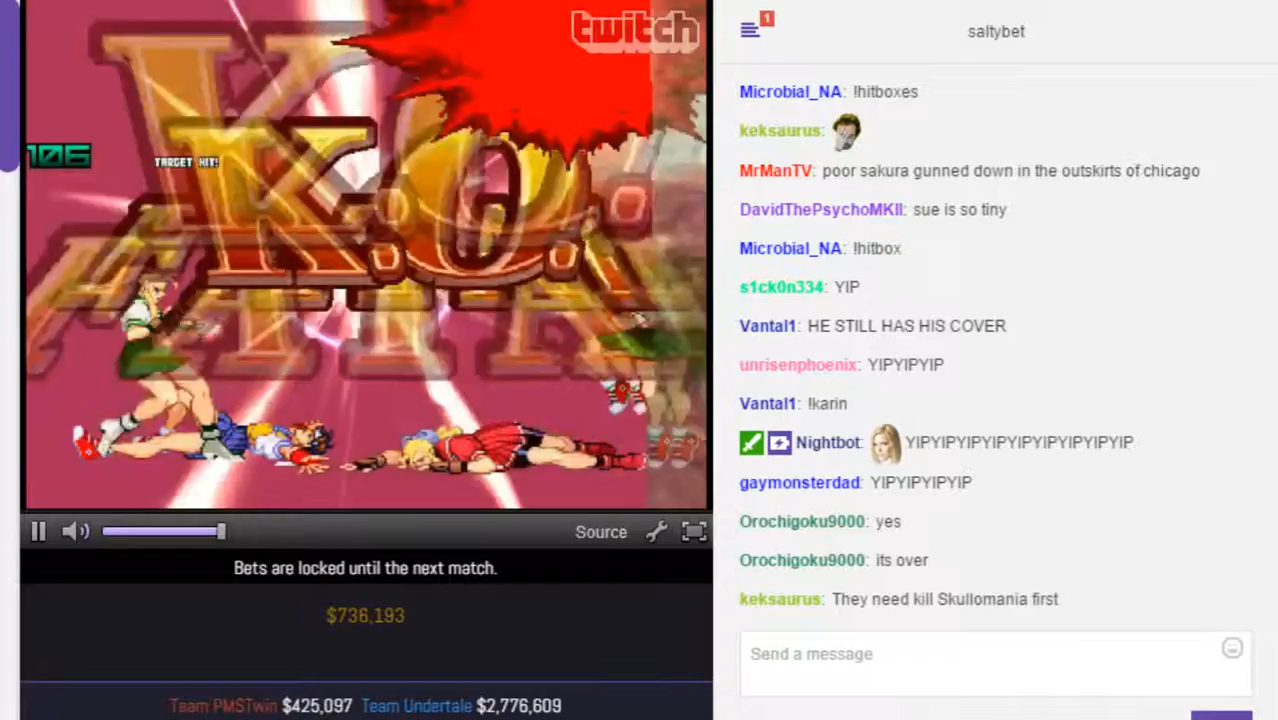 twitch
K.O.
106
TARGET HIT!
Source
Bets are locked until the next match.
$736,193
Team PMSTwin $425,097 Team Undertale $2,776,609
1
saltybet
Microbial_NA: !hitboxes
keksaurus:
MrManTV: poor sakura gunned down in the outskirts of chicago
DavidThePsychoMKII: sue is so tiny
Microbial_NA: !hitbox
s1ck0n334: YIP
Vantal1: HE STILL HAS HIS COVER
unrisenphoenix: YIPYIPYIP
Vantal1: !karin
Nightbot: YIPYIPYIPYIPYIPYIPYIPYIPYIP
gaymonsterdad: YIPYIPYIPYIP
Orochigoku9000: yes
Orochigoku9000: its over
keksaurus: They need kill Skullomania first
Send a message